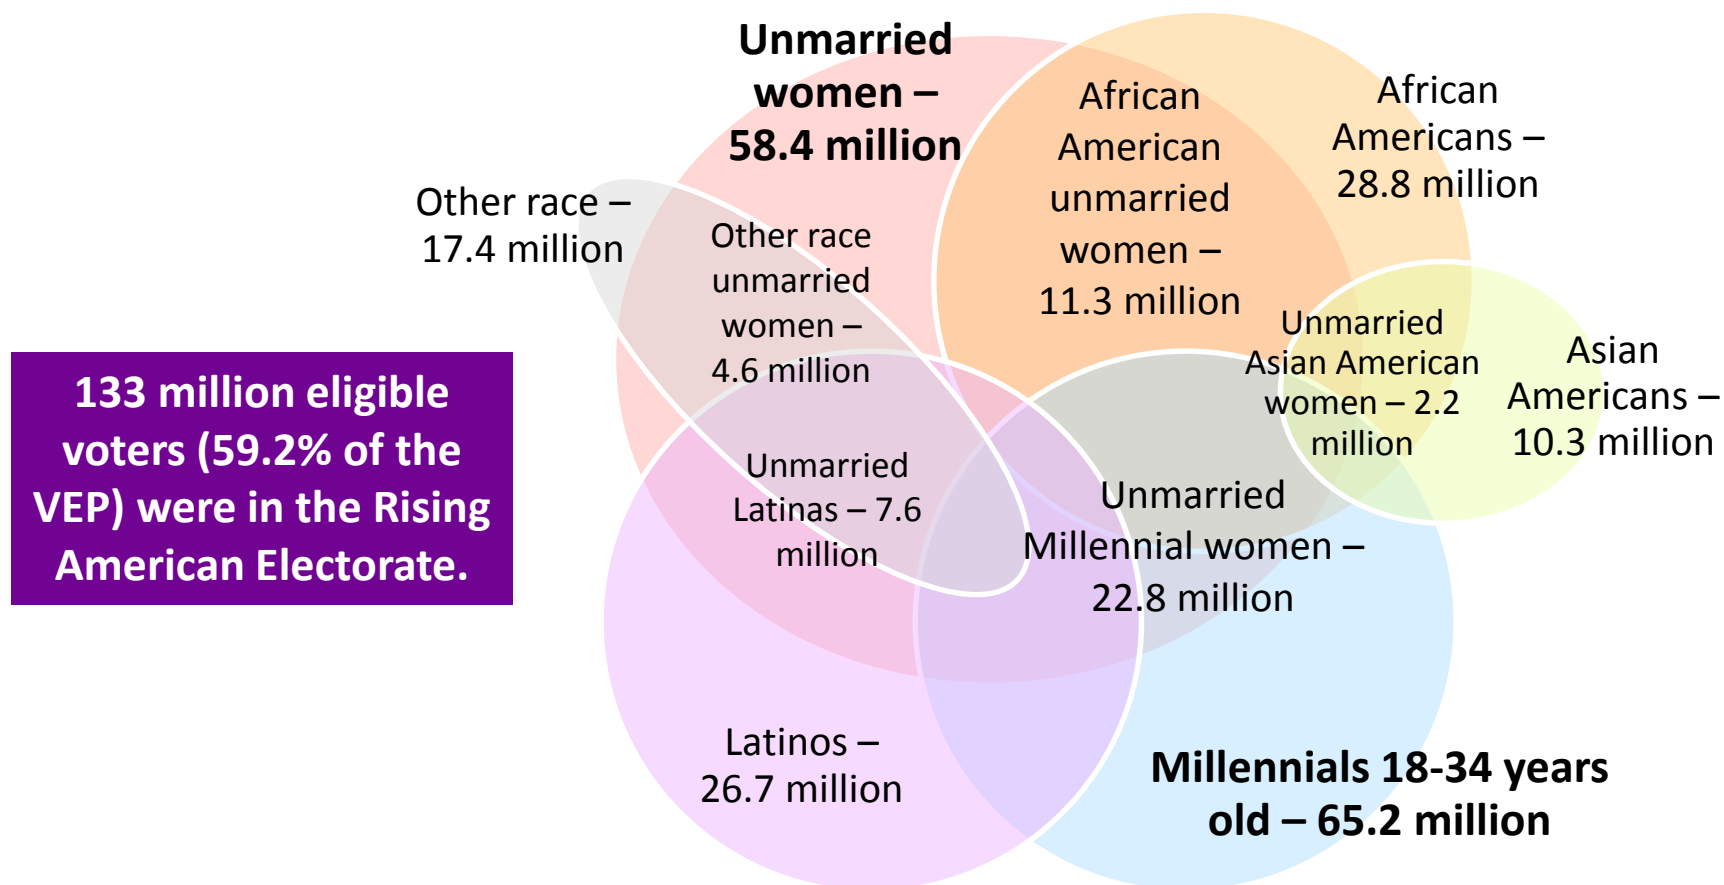 Unmarried
women –
58.4 million
African
American
unmarried
women –
11.3 million
African
Americans –
28.8 million
Other race –
17.4 million
Other race
unmarried
women –
4.6 million
Unmarried
Asian American
women – 2.2
million
Asian
Americans –
10.3 million
133 million eligible
voters (59.2% of the
VEP) were in the Rising
American Electorate.
Unmarried
Latinas – 7.6
million
Unmarried
Millennial women –
22.8 million
Latinos –
26.7 million
Millennials 18-34 years
old – 65.2 million